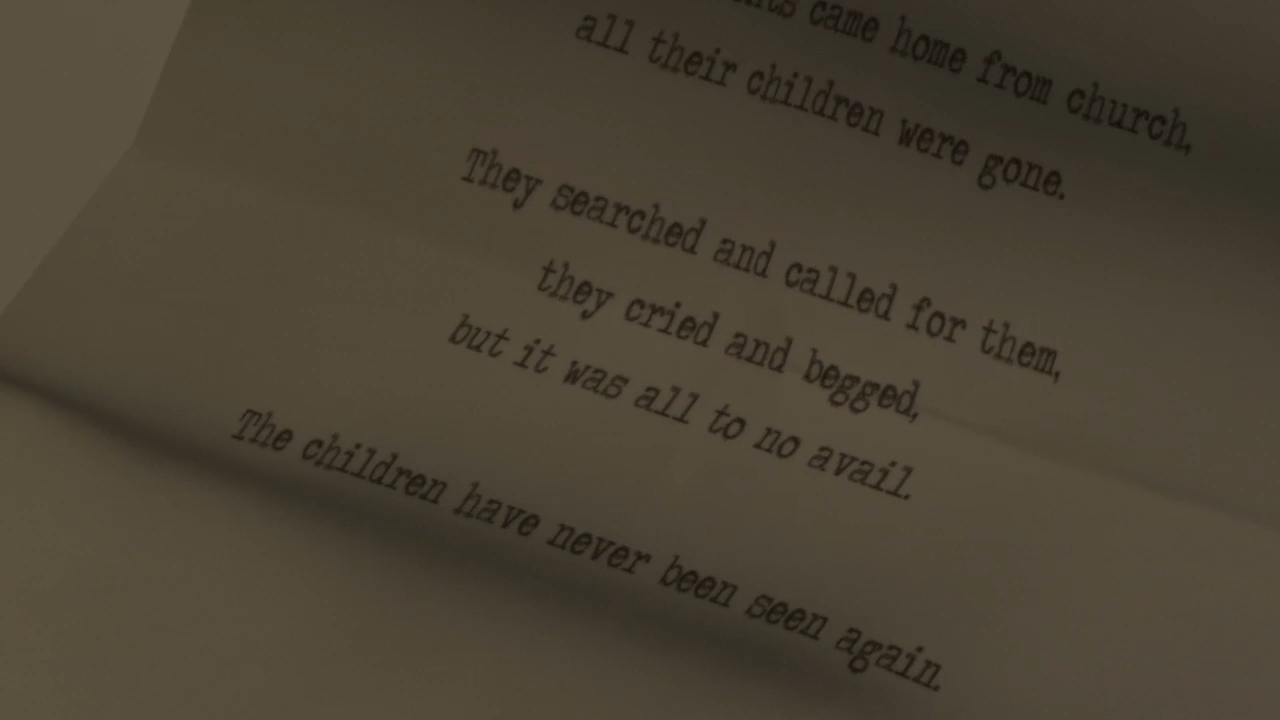 came home from church,
all their children were gone.
They searched and called for them,
they cried and begged,
but it was all to no avail.
The children have never been seen again.